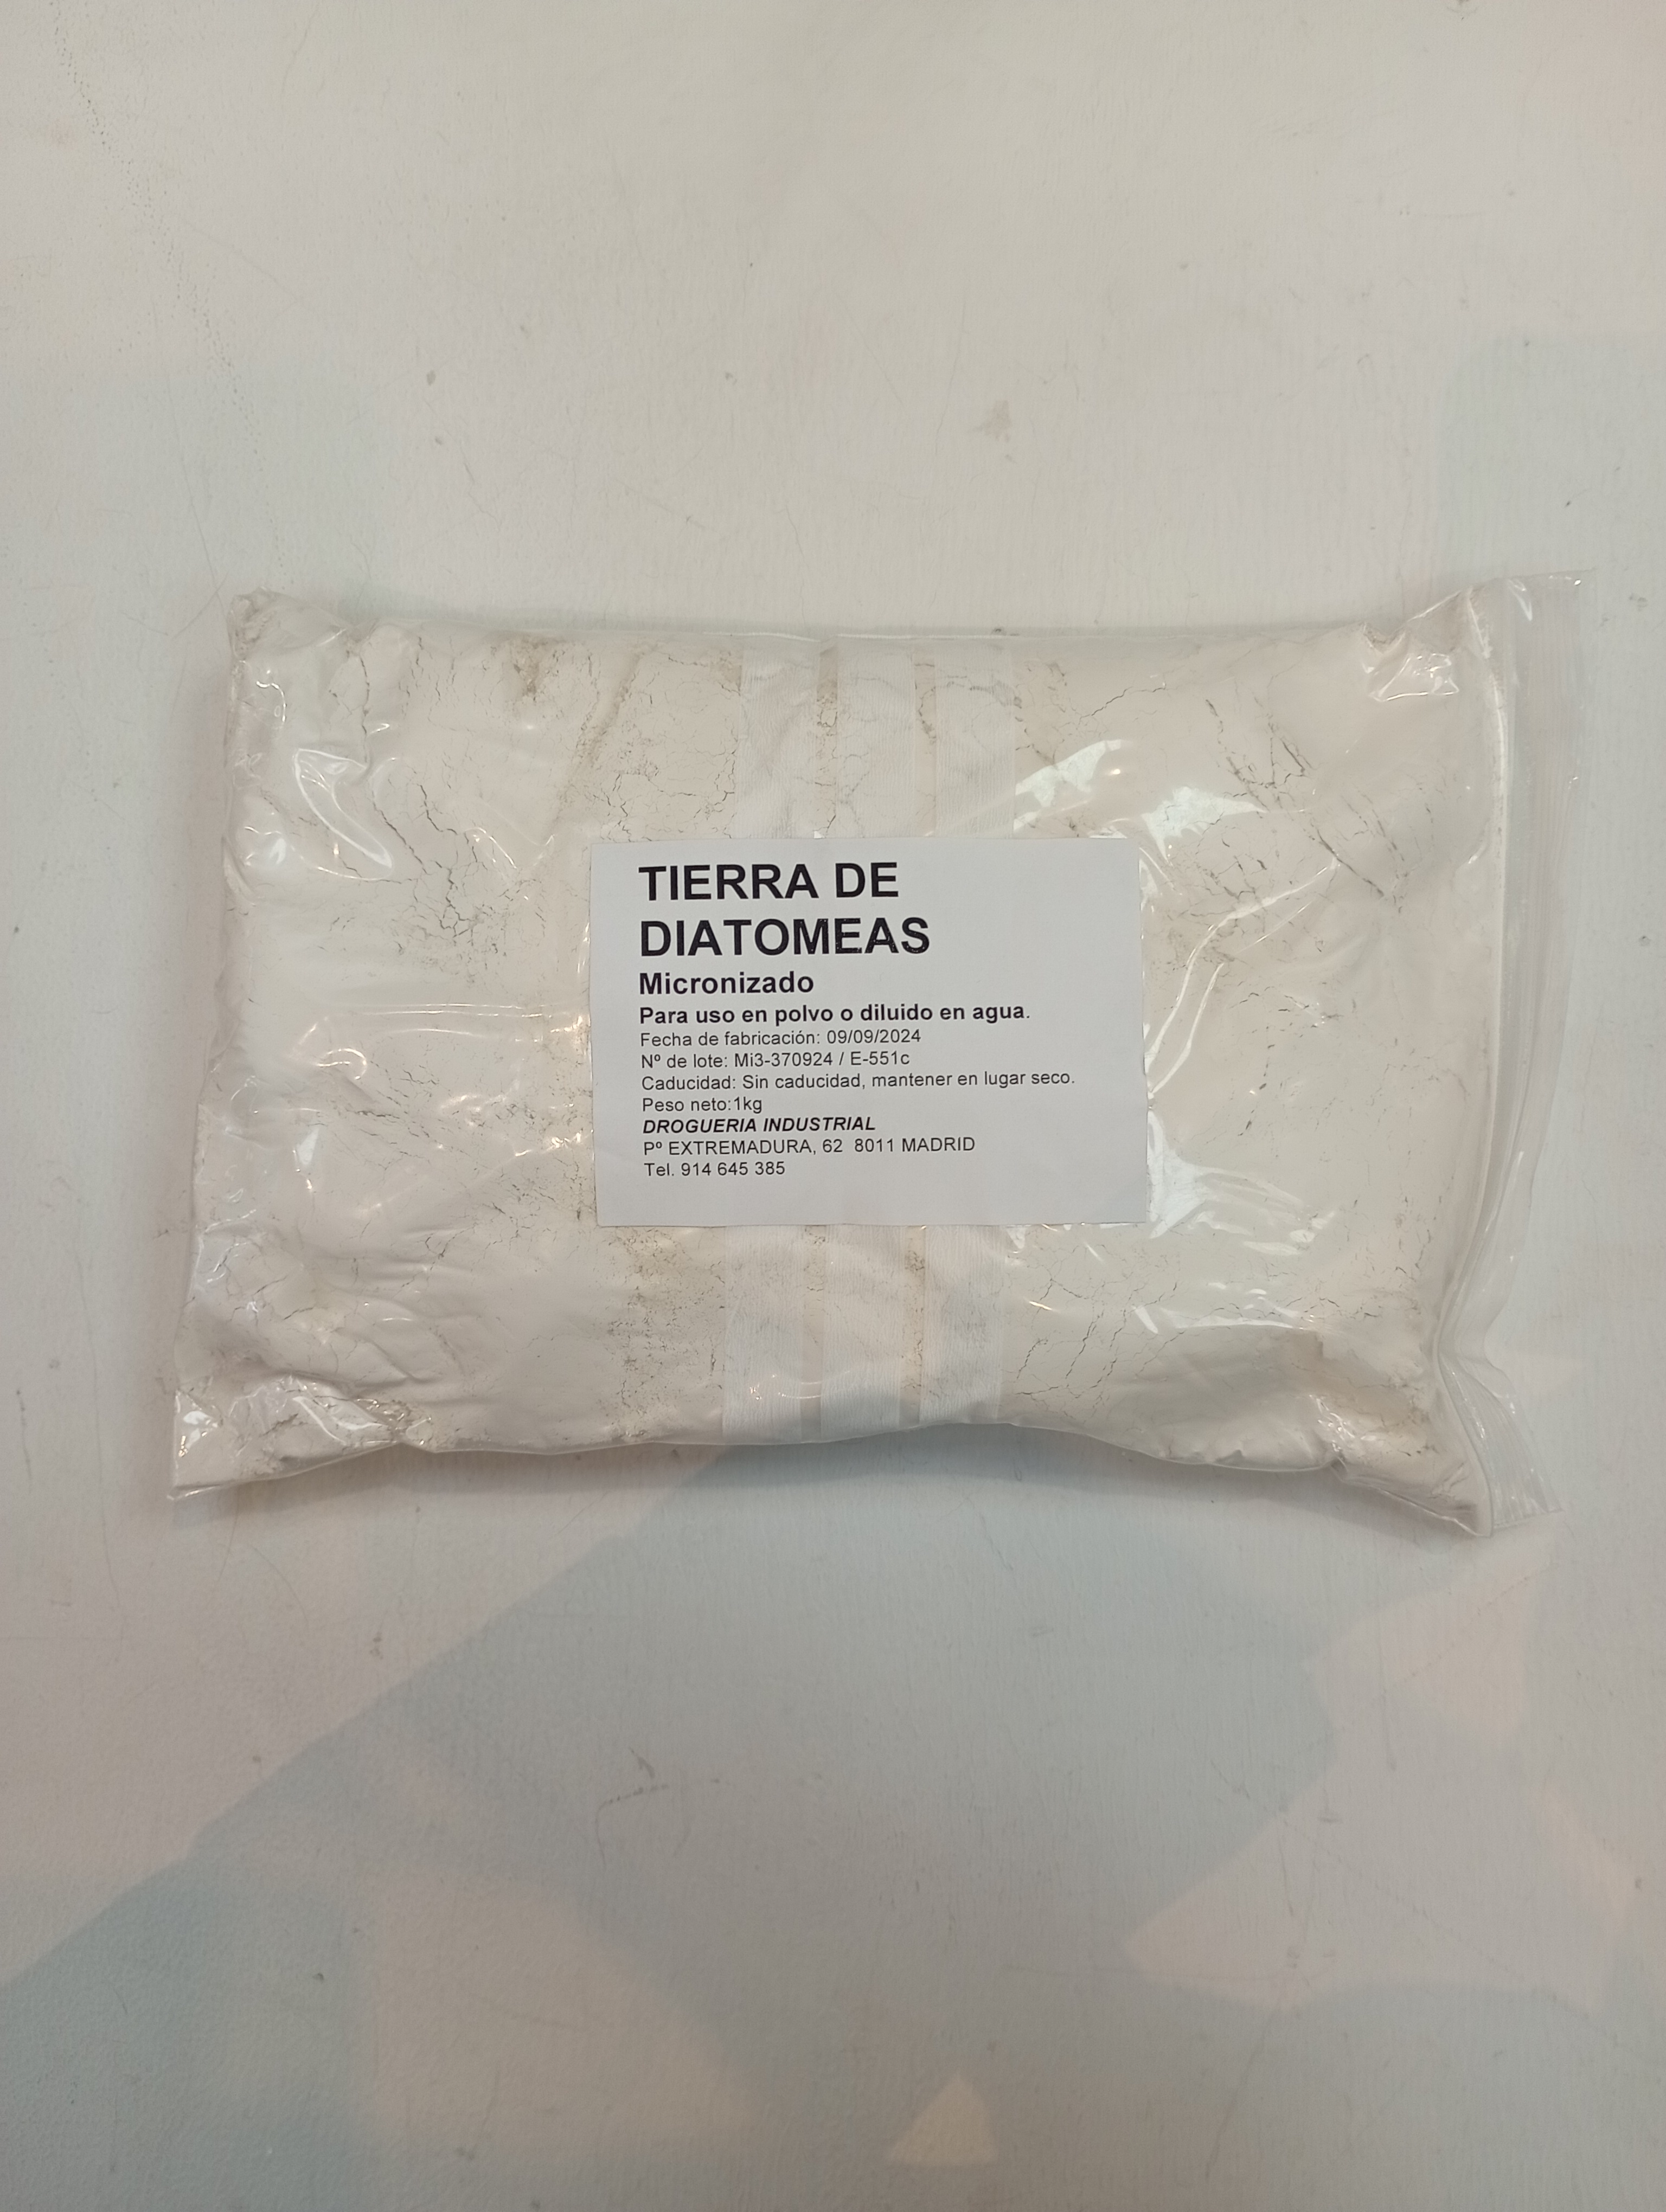 TIERRA DE
DIATOMEAS
Micronizado
Para uso en polvo o diluido en agua.
Fecha de fabricación: 09/09/2024
Nº de lote: Mi3-370924 / E-551c
Caducidad: Sin caducidad, mantener en lugar seco.
Peso neto:1kg
DROGUERIA INDUSTRIAL
Pº EXTREMADURA, 62 8011 MADRID
Tel. 914 645 385